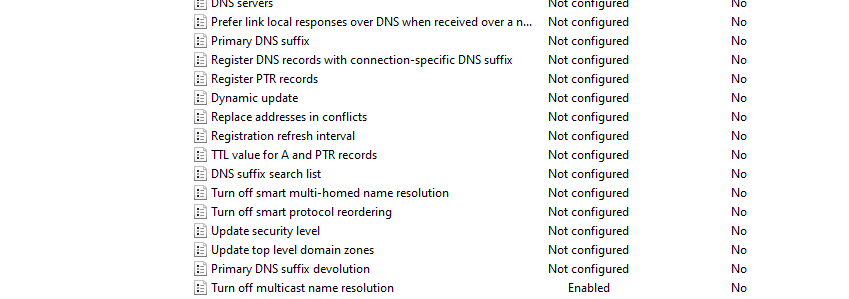 DNS servers Not configured No
Prefer link local responses over DNS when received over a n... Not configured No
Primary DNS suffix Not configured No
Register DNS records with connection-specific DNS suffix Not configured No
Register PTR records Not configured No
Dynamic update Not configured No
Replace addresses in conflicts Not configured No
Registration refresh interval Not configured No
TTL value for A and PTR records Not configured No
DNS suffix search list Not configured No
Turn off smart multi-homed name resolution Not configured No
Turn off smart protocol reordering Not configured No
Update security level Not configured No
Update top level domain zones Not configured No
Primary DNS suffix devolution Not configured No
Turn off multicast name resolution Enabled No